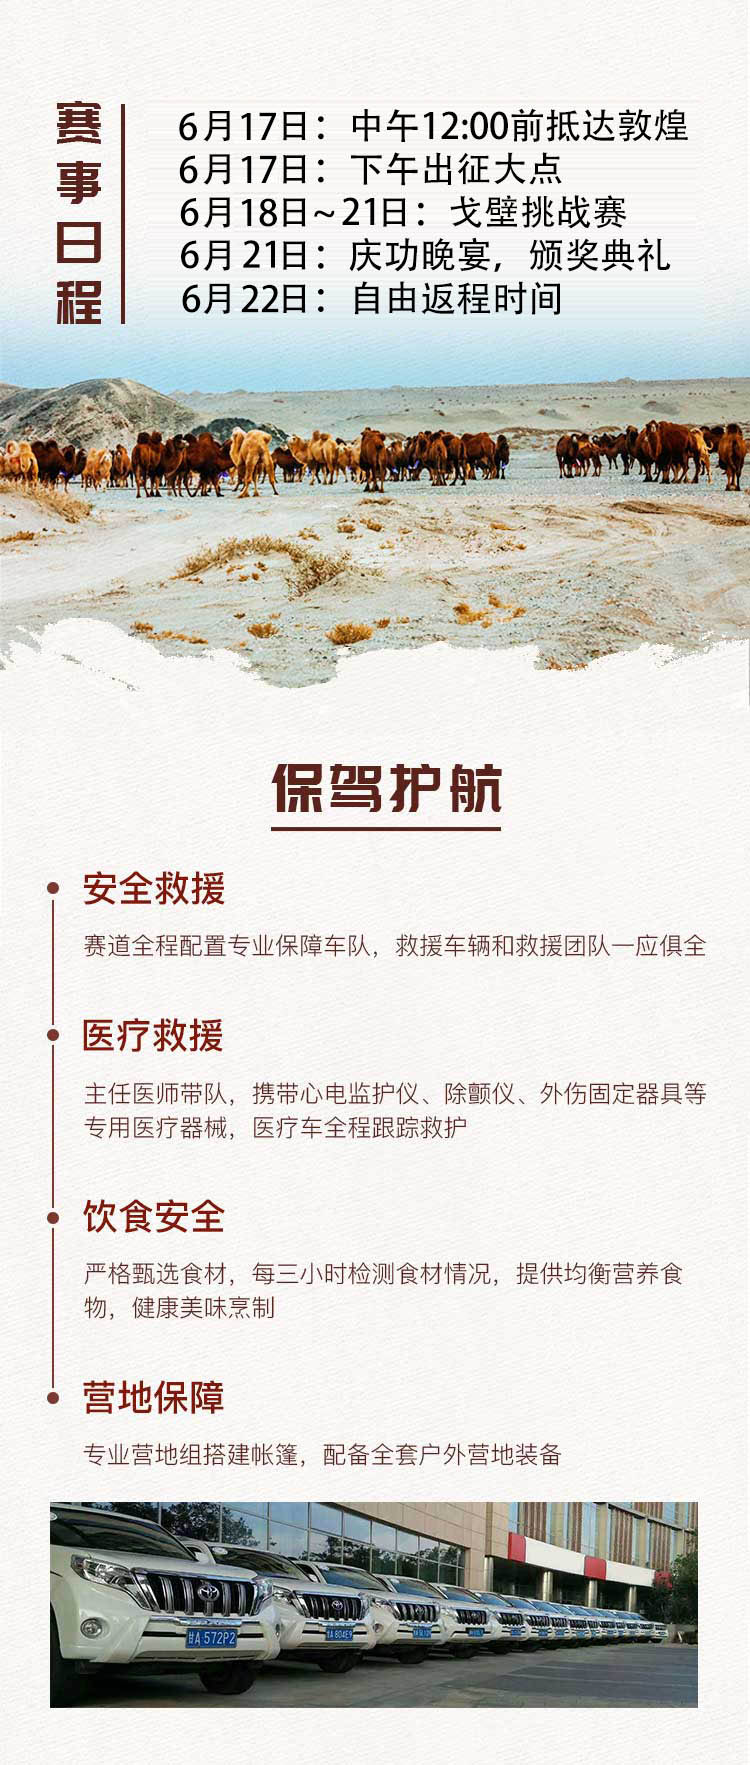 赛事日程
6月17日：中午12:00前抵达敦煌
6月17日：下午出征大点
6月18日~21日：戈壁挑战赛
6月21日：庆功晚宴，颁奖典礼
6月22日：自由返程时间
保驾护航
安全救援
赛道全程配置专业保障车队，救援车辆和救援团队一应俱全
医疗救援
主任医师带队，携带心电监护仪、除颤仪、外伤固定器具等
专用医疗器械，医疗车全程跟踪救护
饮食安全
严格甄选食材，每三小时检测食材情况，提供均衡营养食
物，健康美味烹制
营地保障
专业营地组搭建帐篷，配备全套户外营地装备
甘A·572P2